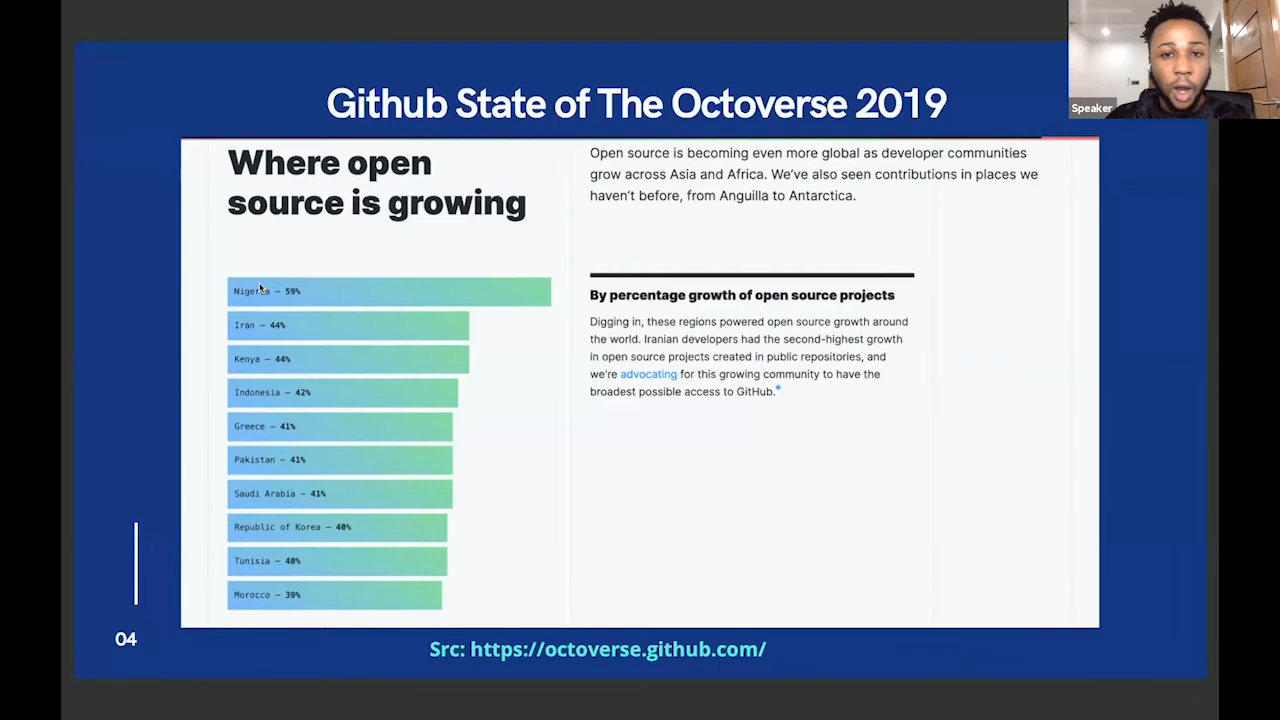 Speaker
Github State of The Octoverse 2019
Where open
source is growing
Open source is becoming even more global as developer communities
grow across Asia and Africa. We've also seen contributions in places we
haven't before, from Anguilla to Antarctica.
Nigeria – 59%
Iran – 44%
Kenya – 44%
Indonesia – 42%
Greece – 41%
Pakistan – 41%
Saudi Arabia – 41%
Republic of Korea – 40%
Tunisia – 40%
Morocco – 39%
By percentage growth of open source projects
Digging in, these regions powered open source growth around
the world. Iranian developers had the second-highest growth
in open source projects created in public repositories, and
we're advocating for this growing community to have the
broadest possible access to GitHub.*
04
Src: https://octoverse.github.com/